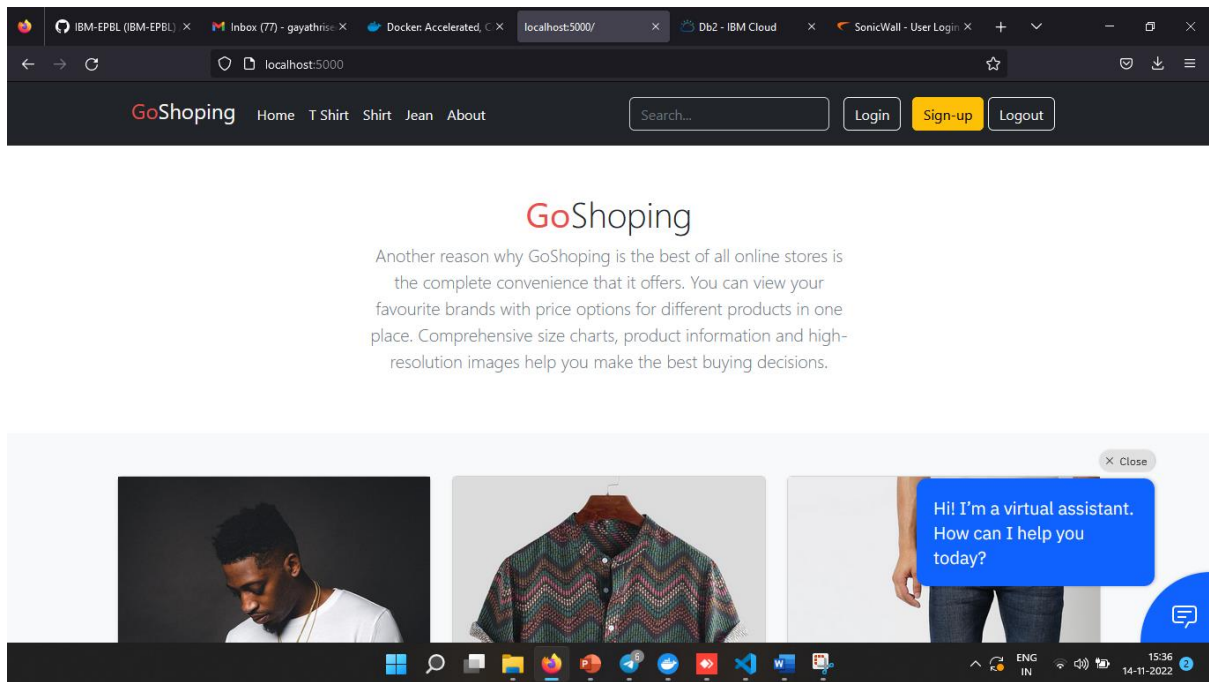 IBM-EPBL (IBM-EPBL)
Inbox (77) - gayathrise
Docker: Accelerated, C
localhost:5000/
Db2 - IBM Cloud
SonicWall - User Login
localhost:5000
GoShoping Home T Shirt Shirt Jean About Search... Login Sign-up Logout
GoShoping
Another reason why GoShoping is the best of all online stores is
the complete convenience that it offers. You can view your
favourite brands with price options for different products in one
place. Comprehensive size charts, product information and high-
resolution images help you make the best buying decisions.
Close
Hi! I'm a virtual assistant.
How can I help you
today?
6
ENG
IN
15:36
14-11-2022
2